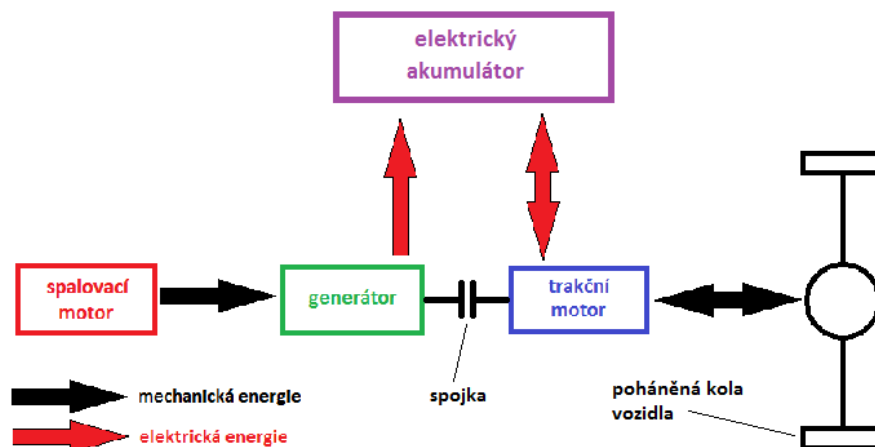 elektrický
akumulátor
spalovací
motor
generátor
trakční
motor
spojka
poháněná kola
vozidla
mechanická energie
elektrická energie